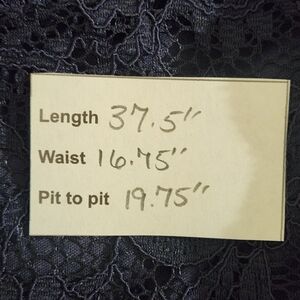 Length 37.5"
Waist 16.75"
Pit to pit 19.75"